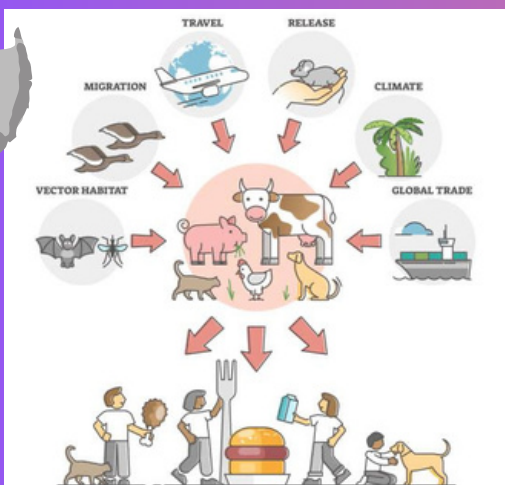 TRAVEL
RELEASE
MIGRATION
CLIMATE
VECTOR HABITAT
GLOBAL TRADE